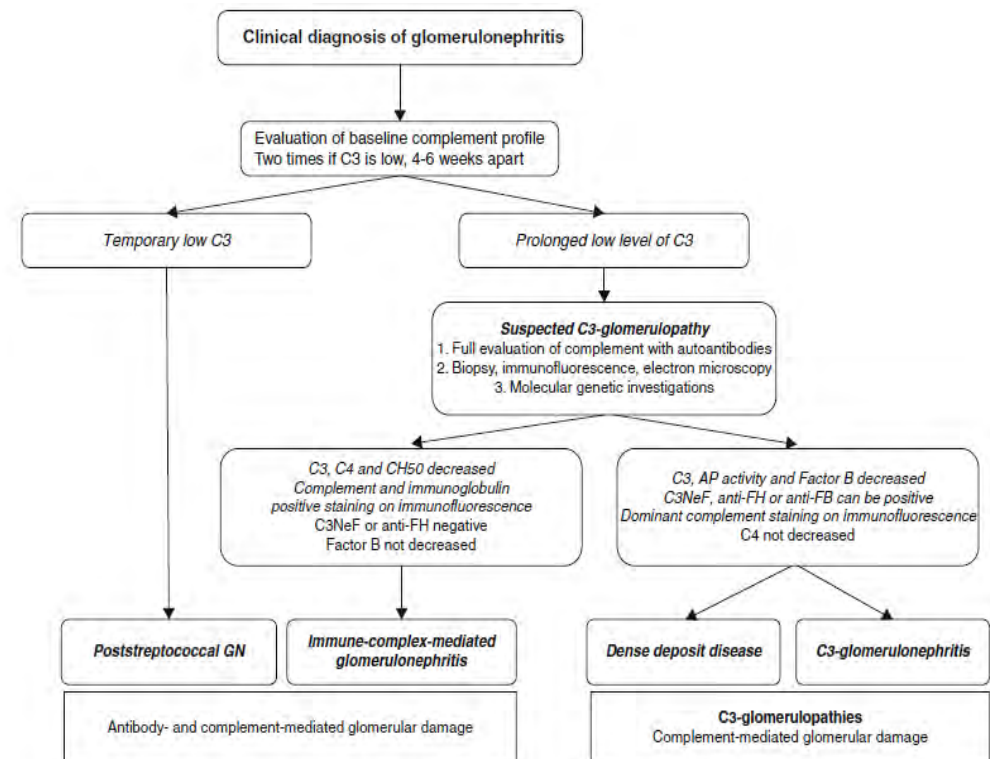 Clinical diagnosis of glomerulonephritis
Evaluation of baseline complement profile
Two times if C3 is low, 4-6 weeks apart
Temporary low C3
Prolonged low level of C3
Suspected C3-glomerulopathy
1. Full evaluation of complement with autoantibodies
2. Biopsy, immunofluorescence, electron microscopy
3. Molecular genetic investigations
C3, C4 and CH50 decreased
Complement and immunoglobulin
positive staining on immunofluorescence
C3NeF or anti-FH negative
Factor B not decreased
C3, AP activity and Factor B decreased
C3NeF, anti-FH or anti-FB can be positive
Dominant complement staining on immunofluorescence
C4 not decreased
Poststreptococcal GN
Immune-complex-mediated
glomerulonephritis
Dense deposit disease
C3-glomerulonephritis
Antibody- and complement-mediated glomerular damage
C3-glomerulopathies
Complement-mediated glomerular damage